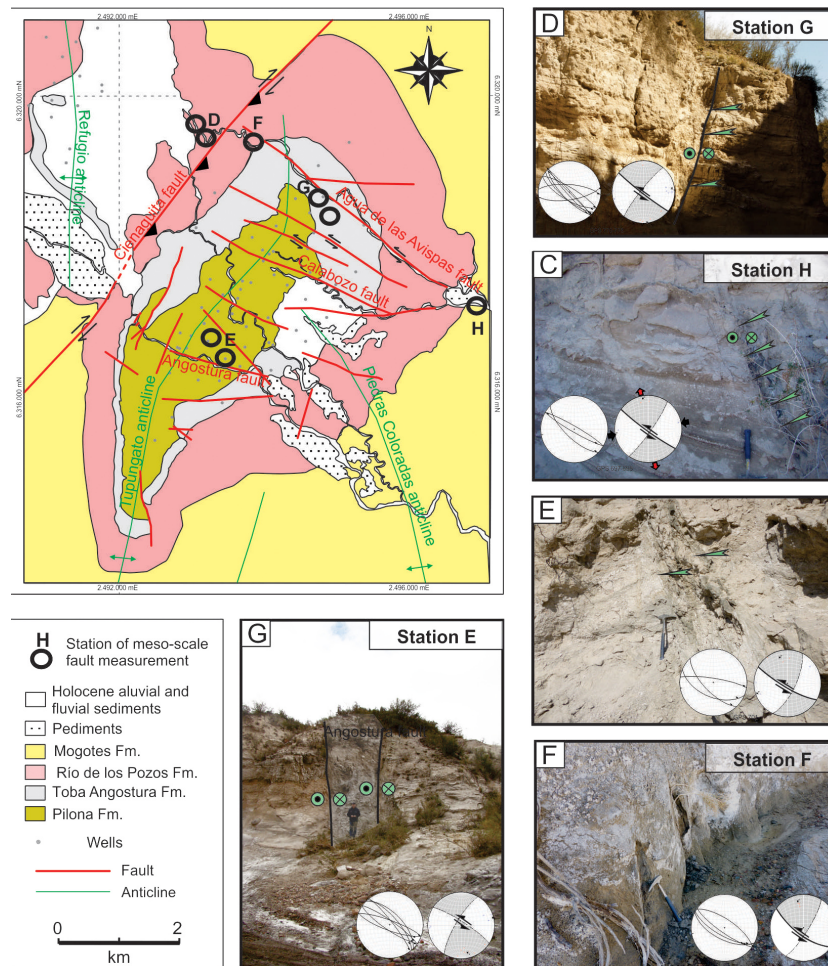 2.492.000 mE
2.496.000 mE
6.320.000 mN
6.320.000 mN
N
D
F
G
H
E
Refugio anticline
Cienaguita fault
Agua de las Avispas fault
Calabozo fault
Angostura fault
Tupungato anticline
Piedras Coloradas anticline
6.316.000 mN
6.316.000 mN
2.492.000 mE
2.496.000 mE
H
Station of meso-scale
fault measurement
Holocene aluvial and
fluvial sediments
Pediments
Mogotes Fm.
Río de los Pozos Fm.
Toba Angostura Fm.
Pilona Fm.
Wells
Fault
Anticline
0
2
km
D
Station G
C
Station H
E
F
Station F
G
Station E
Angostura fault